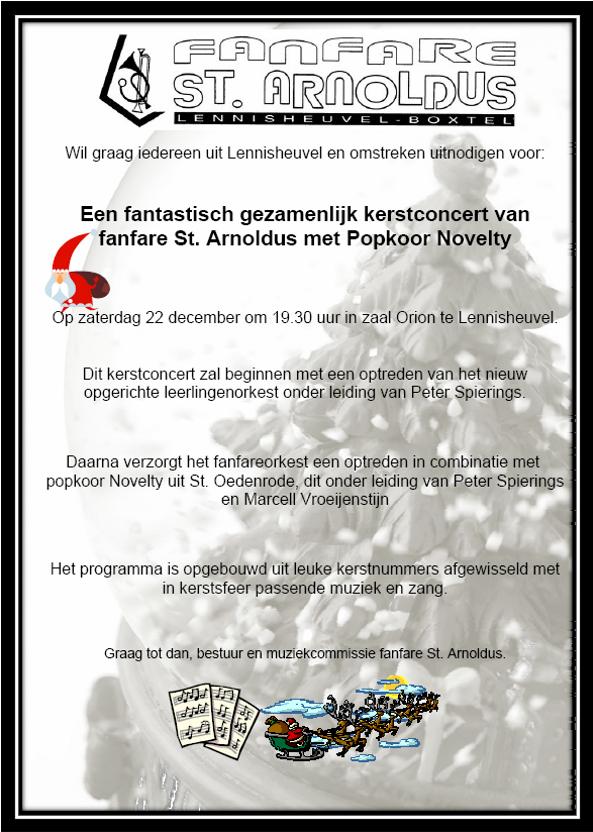 FANFARE
ST. ARNOLDUS
LENNISHEUVEL-BOXTEL
Wil graag iedereen uit Lennisheuvel en omstreken uitnodigen voor:
Een fantastisch gezamenlijk kerstconcert van
fanfare St. Arnoldus met Popkoor Novelty
Op zaterdag 22 december om 19.30 uur in zaal Orion te Lennisheuvel.
Dit kerstconcert zal beginnen met een optreden van het nieuw
opgerichte leerlingenorkest onder leiding van Peter Spierings.
Daarna verzorgt het fanfareorkest een optreden in combinatie met
popkoor Novelty uit St. Oedenrode, dit onder leiding van Peter Spierings
en Marcell Vroeijenstijn
Het programma is opgebouwd uit leuke kerstnummers afgewisseld met
in kerstsfeer passende muziek en zang.
Graag tot dan, bestuur en muziekcommissie fanfare St. Arnoldus.